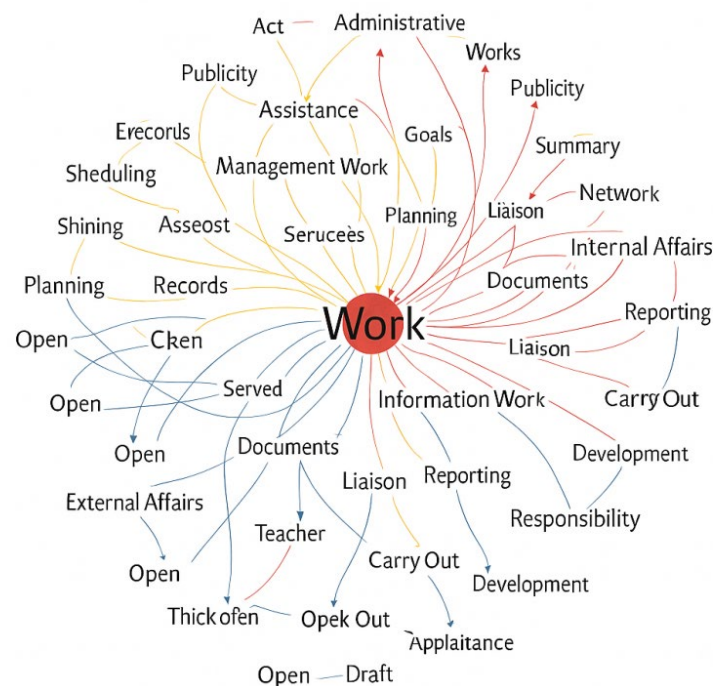 Act
Administrative
Works
Publicity
Publicity
Assistance
Goals
Erecords
Summary
Management Work
Sheduling
Network
Planning
Liaison
Shining
Asseost
Serucees
Internal Affairs
Planning
Records
Documents
Reporting
Work
Open
Cken
Liaison
Served
Information Work
Carry Out
Open
Open
Documents
Development
Liaison
Reporting
External Affairs
Responsibility
Teacher
Carry Out
Open
Development
Thick ofen
Opek Out
Applaitance
Open
Draft